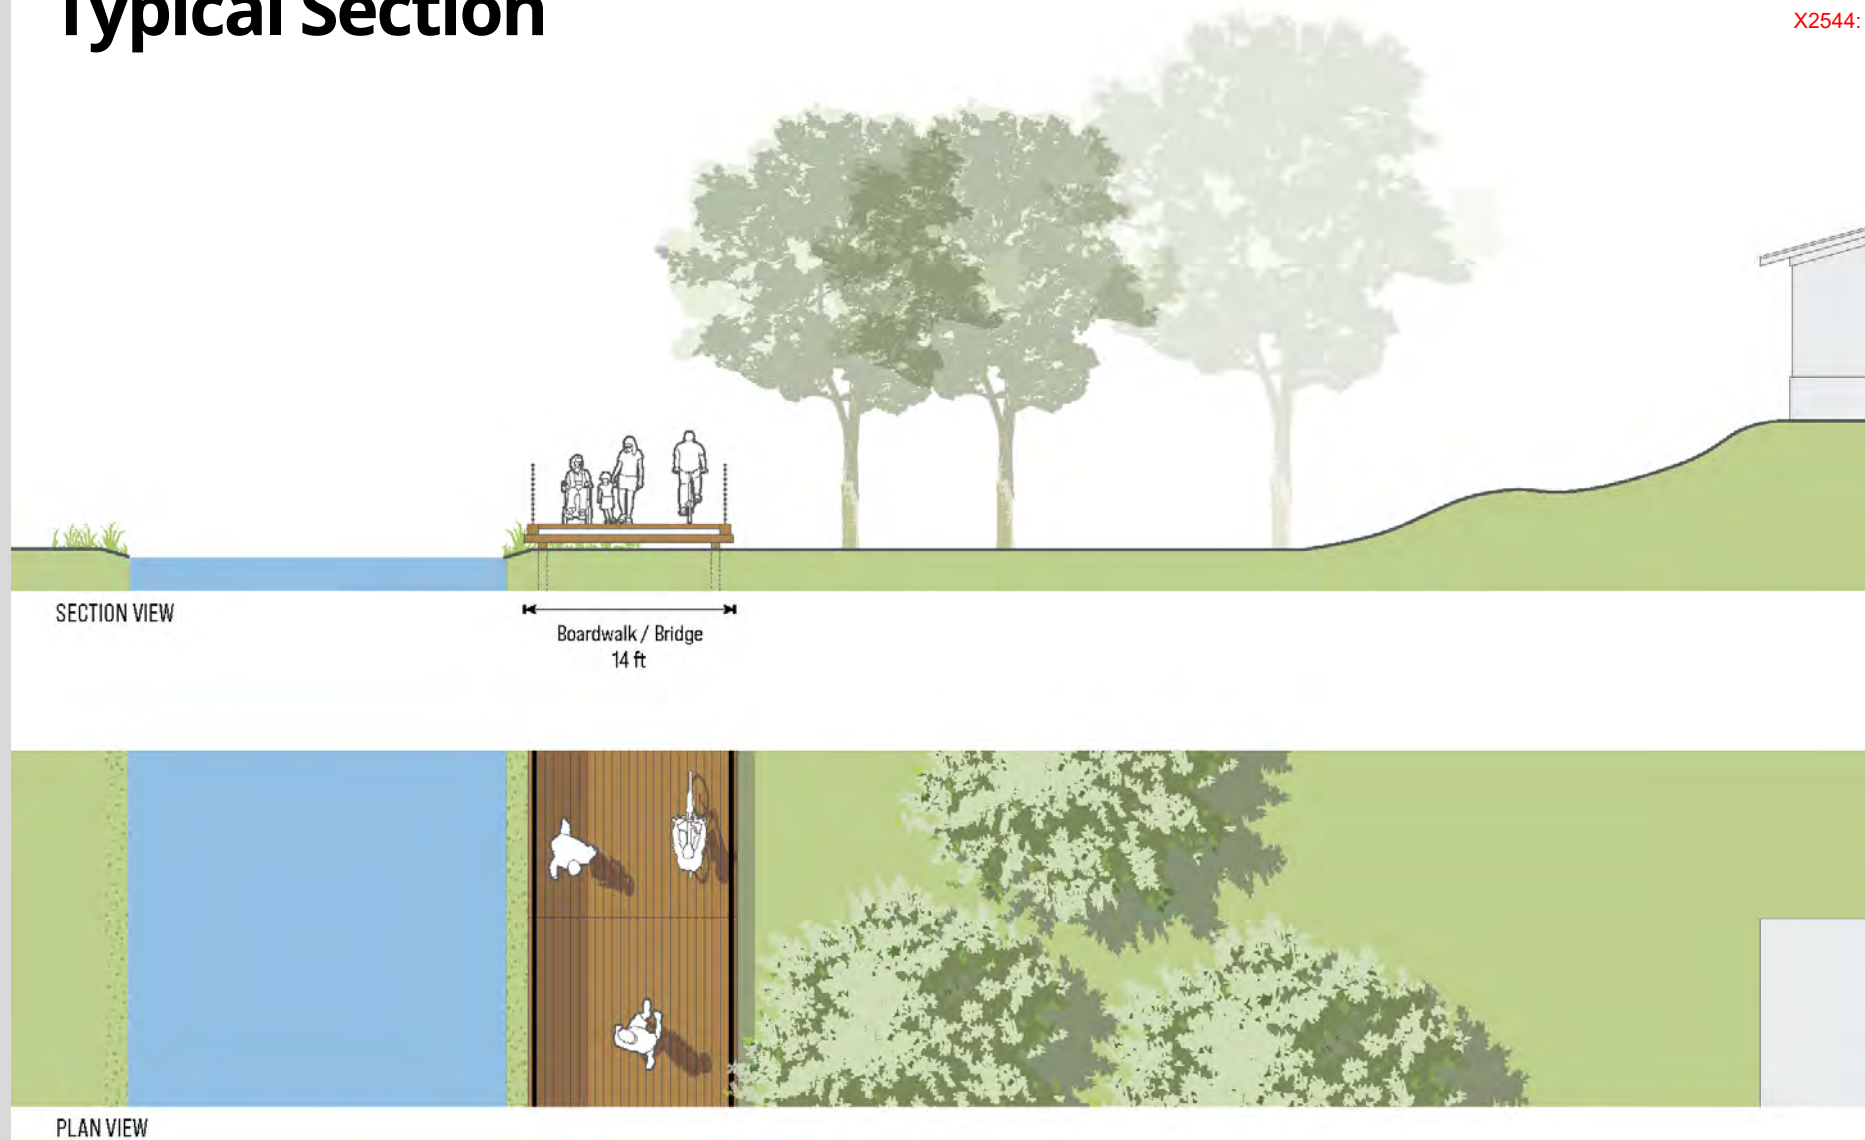 Typical Section
X2544:
SECTION VIEW
Boardwalk / Bridge
14 ft
PLAN VIEW